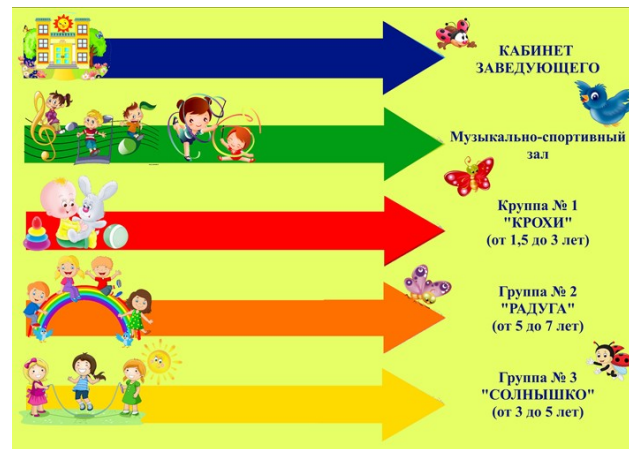 КАБИНЕТ
ЗАВЕДУЮЩЕГО
Музыкально-спортивный
зал
Круппа № 1
"КРОХИ"
(от 1,5 до 3 лет)
Группа № 2
"РАДУГА"
(от 5 до 7 лет)
Группа № 3
"СОЛНЫШКО"
(от 3 до 5 лет)